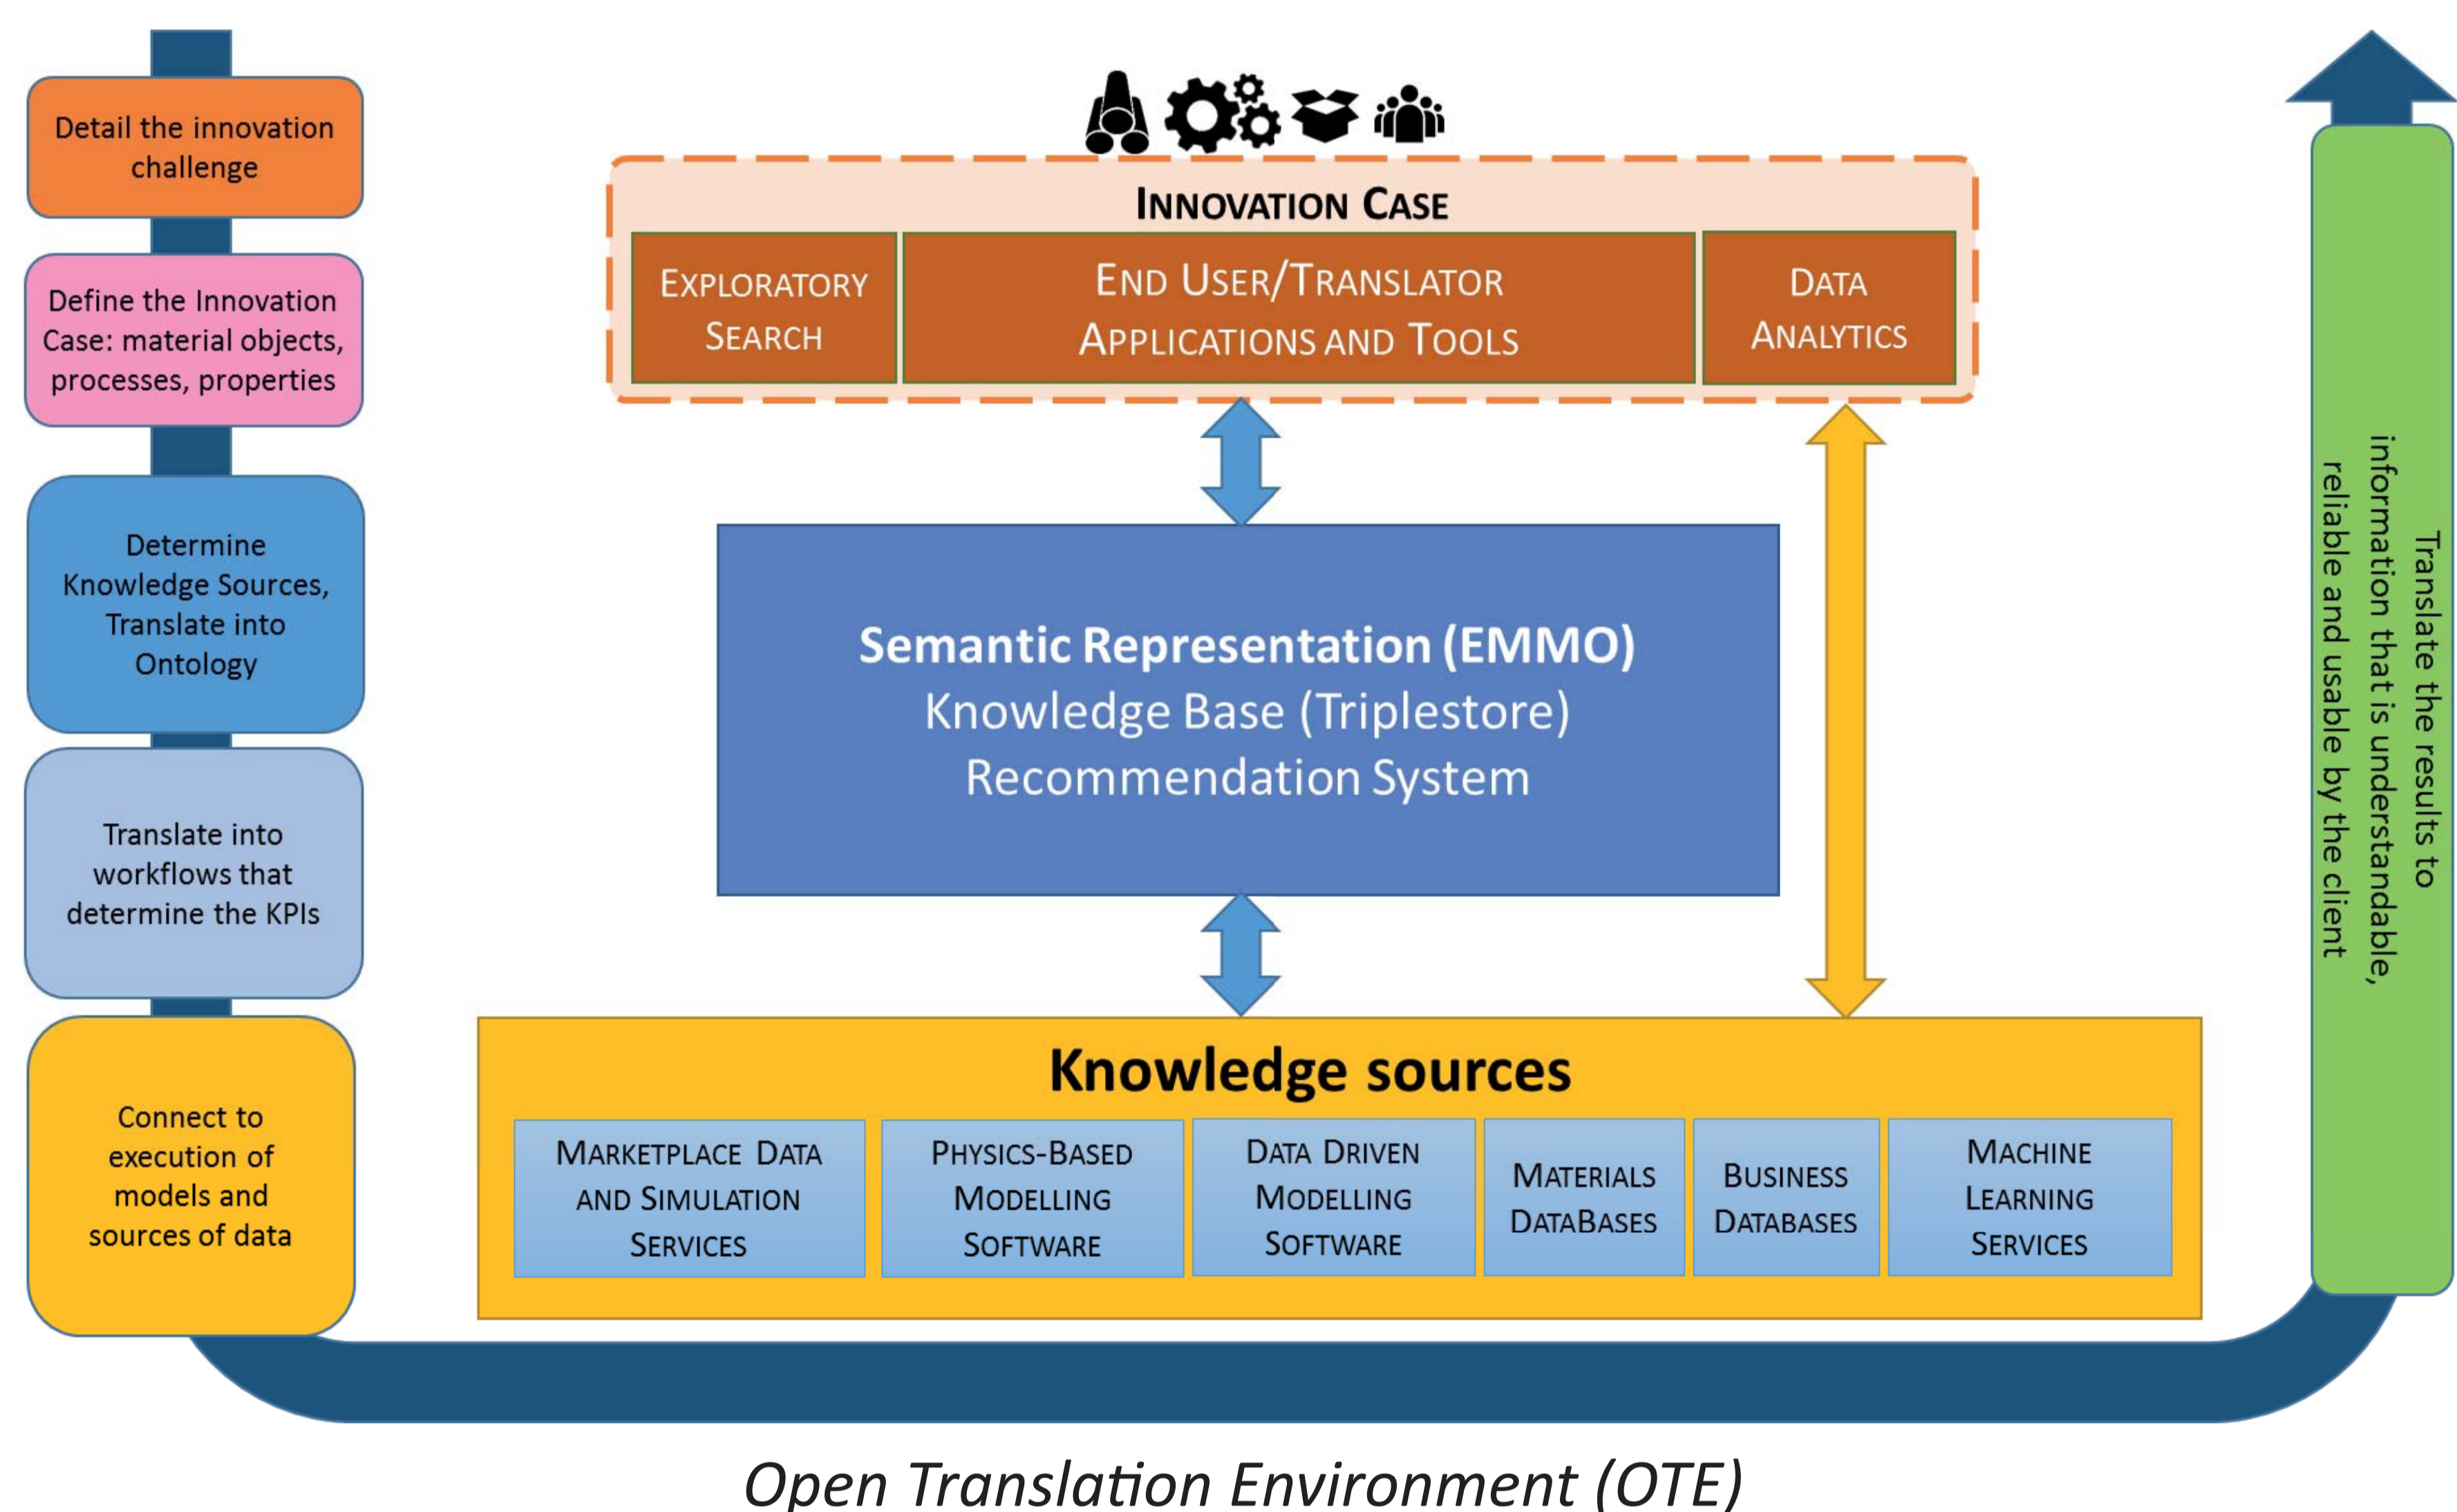 Detail the innovation
challenge
Define the Innovation
Case: material objects,
processes, properties
Determine
Knowledge Sources,
Translate into
Ontology
Translate into
workflows that
determine the KPIs
Connect to
execution of
models and
sources of data
INNOVATION CASE
EXPLORATORY
SEARCH
END USER/TRANSLATOR
APPLICATIONS AND TOOLS
DATA
ANALYTICS
Semantic Representation (EMMO)
Knowledge Base (Triplestore)
Recommendation System
Knowledge sources
MARKETPLACE DATA
AND SIMULATION
SERVICES
PHYSICS-BASED
MODELLING
SOFTWARE
DATA DRIVEN
MODELLING
SOFTWARE
MATERIALS
DATABASES
BUSINESS
DATABASES
MACHINE
LEARNING
SERVICES
Translate the results to
information that is understandable,
reliable and usable by the client
Open Translation Environment (OTE)